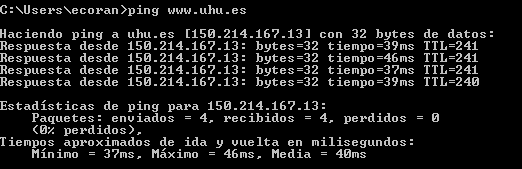 C:\Users\ecoran>ping www.uhu.es
Haciendo ping a uhu.es [150.214.167.13] con 32 bytes de datos:
Respuesta desde 150.214.167.13: bytes=32 tiempo=39ms TTL=241
Respuesta desde 150.214.167.13: bytes=32 tiempo=46ms TTL=241
Respuesta desde 150.214.167.13: bytes=32 tiempo=37ms TTL=241
Respuesta desde 150.214.167.13: bytes=32 tiempo=39ms TTL=240
Estadísticas de ping para 150.214.167.13:
Paquetes: enviados = 4, recibidos = 4, perdidos = 0
(0% perdidos),
Tiempos aproximados de ida y vuelta en milisegundos:
Mínimo = 37ms, Máximo = 46ms, Media = 40ms